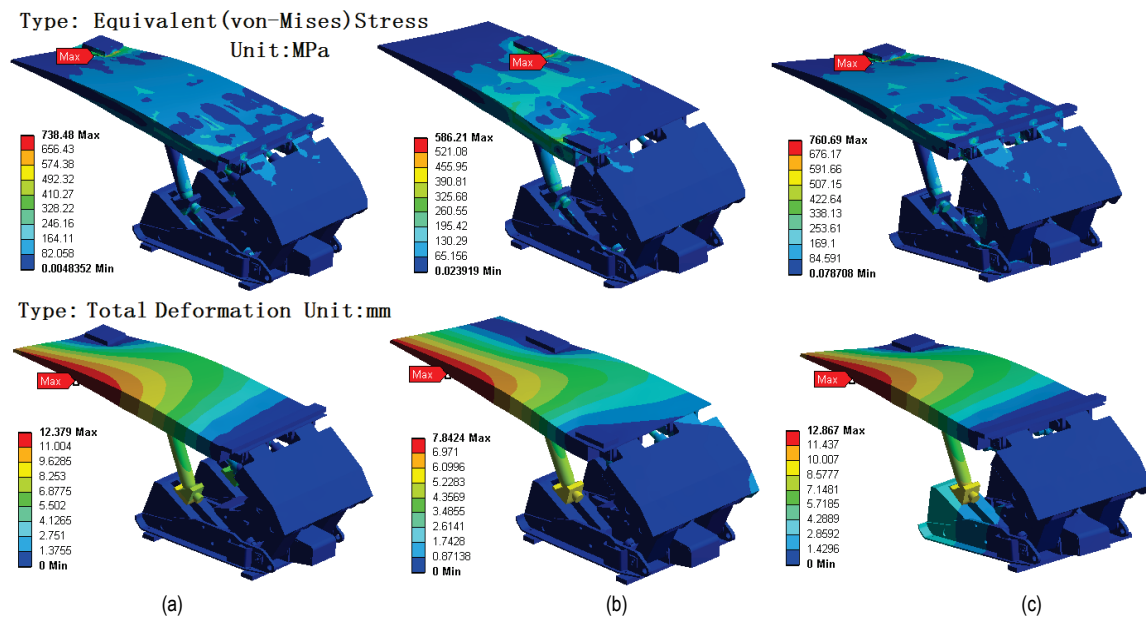 Type: Equivalent(von-Mises)Stress
Unit:MPa
Max
738.48 Max
656.43
574.38
492.32
410.27
328.22
246.16
164.11
82.058
0.0048352 Min
Max
586.21 Max
521.08
455.95
390.81
325.68
260.55
195.42
130.29
65.156
0.023919 Min
Max
760.69 Max
676.17
591.66
507.15
422.64
338.13
253.61
169.1
84.591
0.078708 Min
Type: Total Deformation Unit:mm
Max
12.379 Max
11.004
9.6285
8.253
6.8775
5.502
4.1265
2.751
1.3755
0 Min
Max
7.8424 Max
6.971
6.0996
5.2283
4.3569
3.4855
2.6141
1.7428
0.87138
0 Min
Max
12.867 Max
11.437
10.007
8.5777
7.1481
5.7185
4.2889
2.8592
1.4296
0 Min
(a)
(b)
(c)